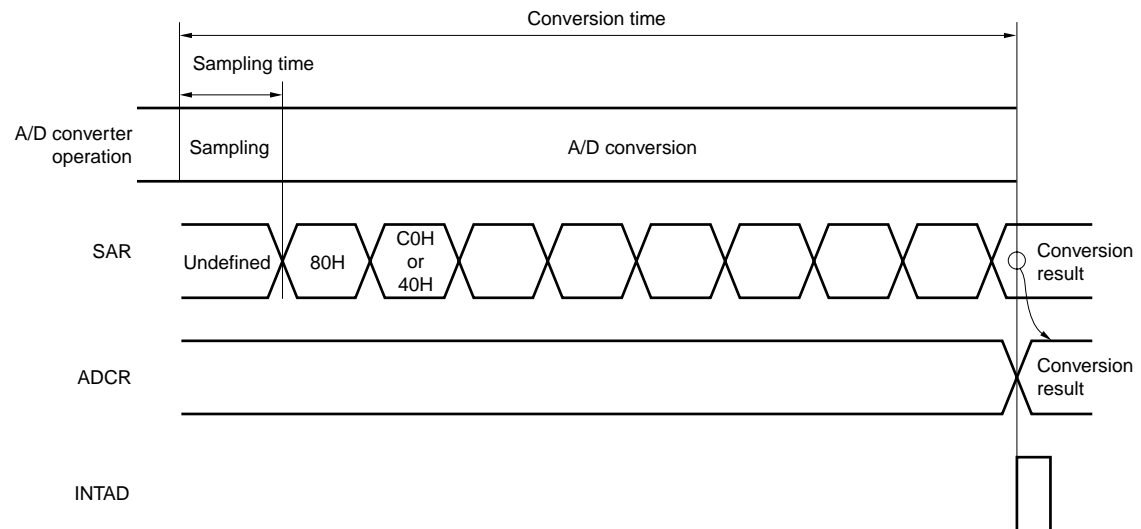 Conversion time
Sampling time
A/D converter
operation
Sampling
A/D conversion
SAR
Undefined
80H
C0H
or
40H
Conversion
result
ADCR
Conversion
result
INTAD